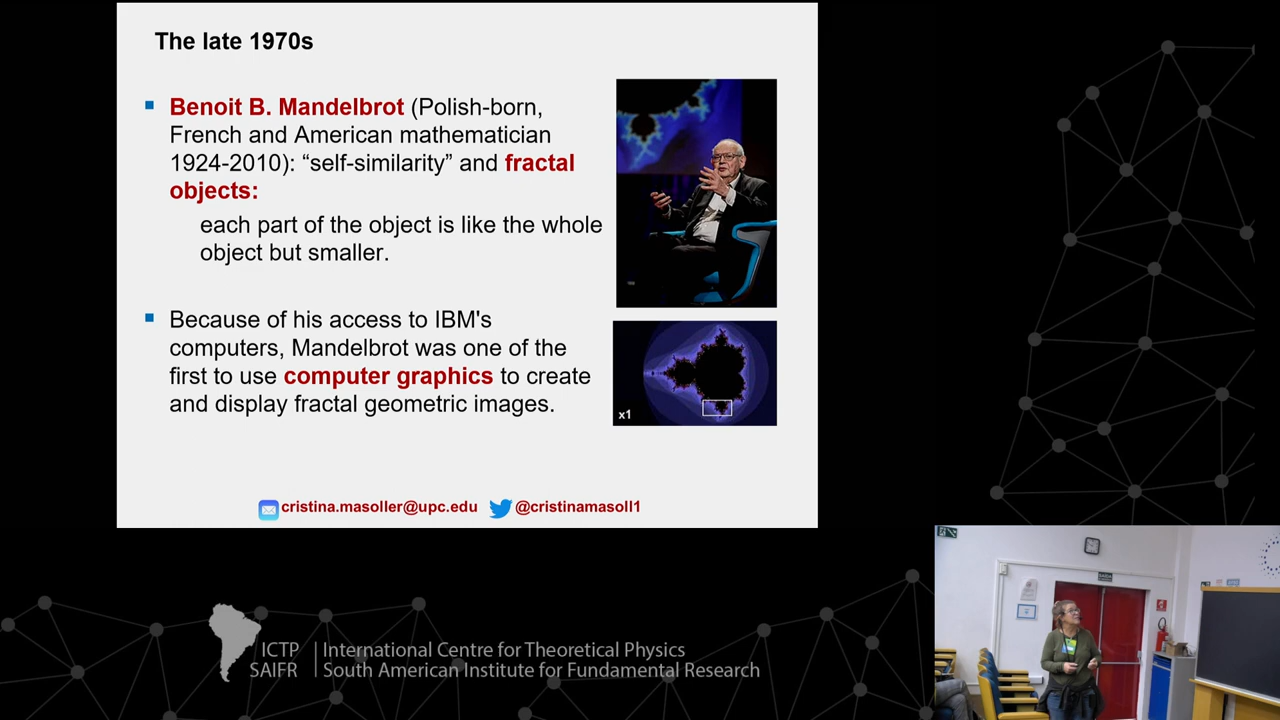 The late 1970s
Benoit B. Mandelbrot (Polish-born,
French and American mathematician
1924-2010): “self-similarity” and fractal
objects:
each part of the object is like the whole
object but smaller.
Because of his access to IBM's
computers, Mandelbrot was one of the
first to use computer graphics to create
and display fractal geometric images.
x1
cristina.masoller@upc.edu @cristinamasoll1
ICTP
SAIFR
International Centre for Theoretical Physics
South American Institute for Fundamental Research